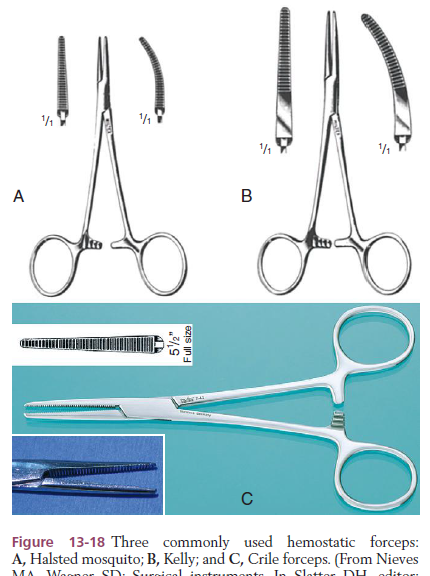 1/1
1/1
A
1/1
1/1
B
5 1/2"
Full size
C
Figure 13-18 Three commonly used hemostatic forceps:
A, Halsted mosquito; B, Kelly; and C, Crile forceps. (From Nieves
MA, Wagner SD: Surgical instruments. In Slatter DH, editor: